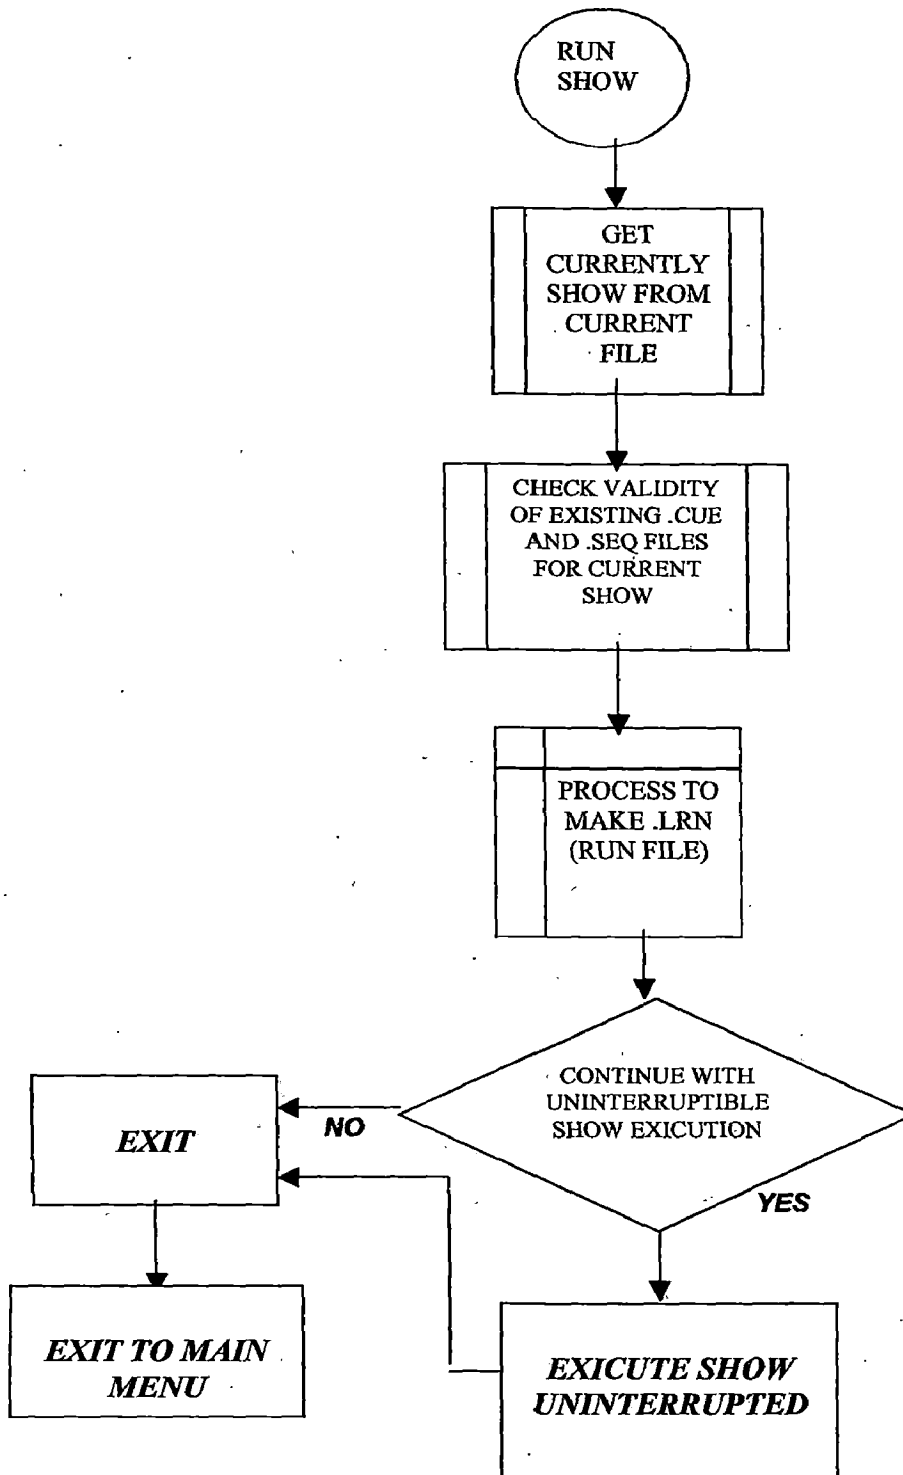 RUN
SHOW
GET
CURRENTLY
SHOW FROM
CURRENT
FILE
CHECK VALIDITY
OF EXISTING .CUE
AND .SEQ FILES
FOR CURRENT
SHOW
PROCESS TO
MAKE .LRN
(RUN FILE)
CONTINUE WITH
UNINTERRUPTIBLE
SHOW EXICUTION
NO
EXIT
YES
EXIT TO MAIN
MENU
EXICUTE SHOW
UNINTERRUPTED